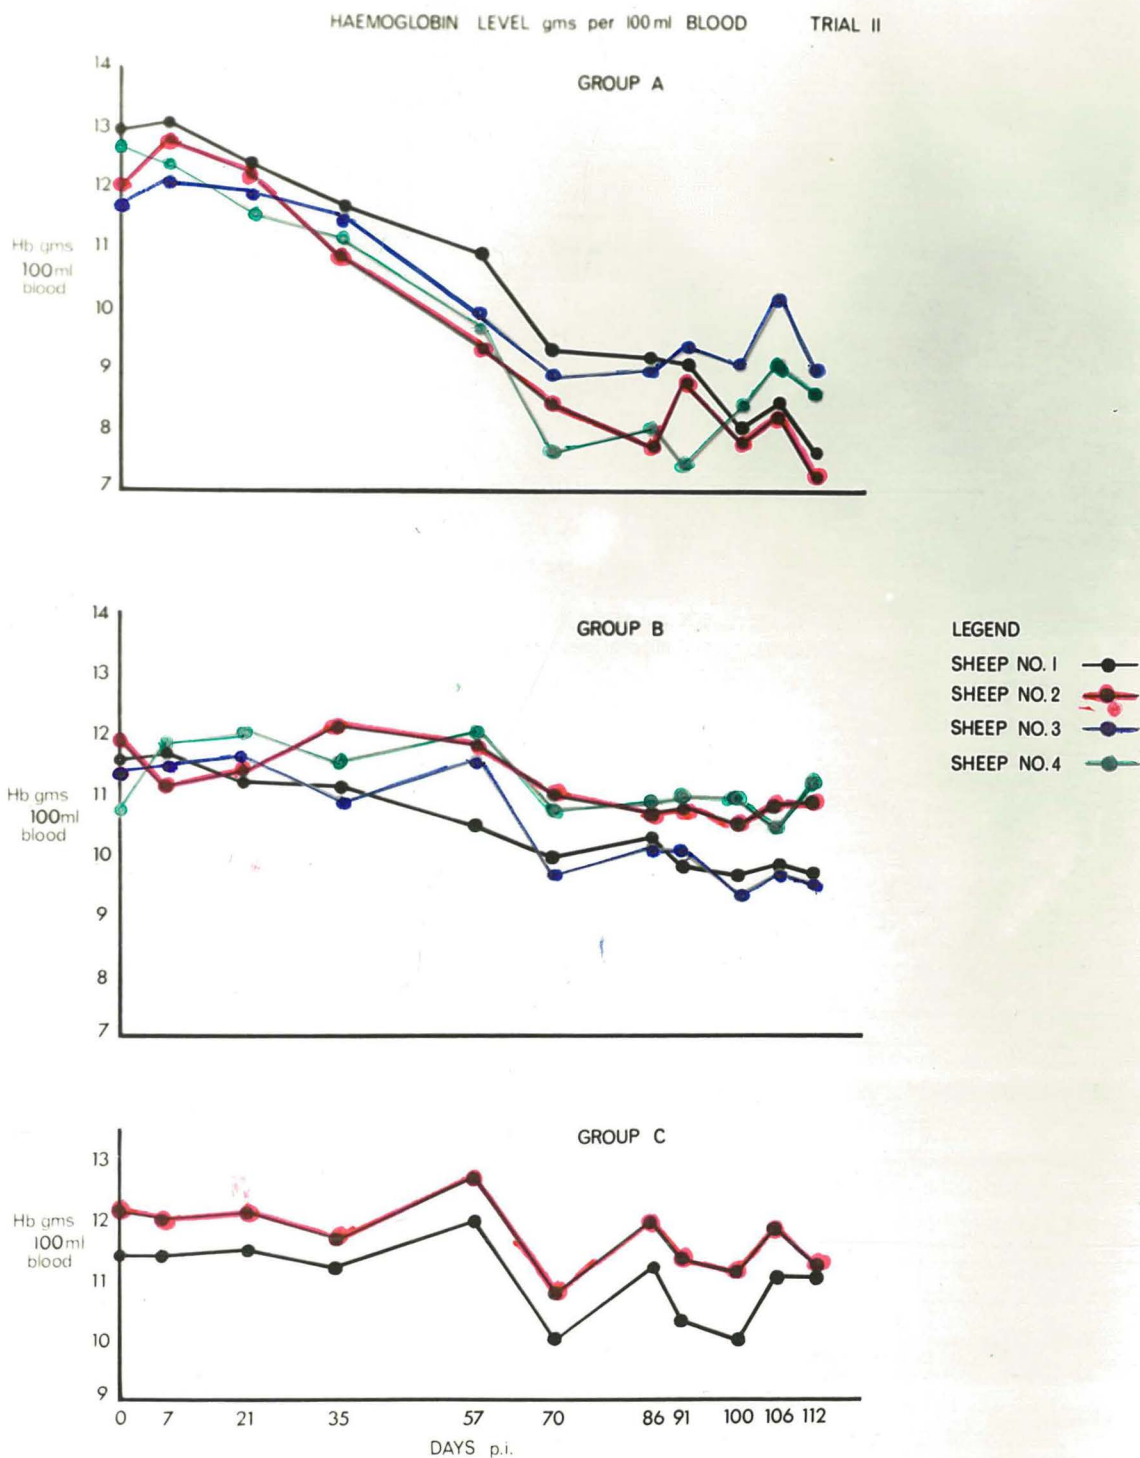 HAEMOGLOBIN LEVEL gms per 100 ml BLOOD TRIAL II
GROUP A
14
13
12
11
10
9
8
7
Hb gms
100 ml
blood
GROUP B
14
13
12
11
10
9
8
7
Hb gms
100 ml
blood
LEGEND
SHEEP NO. 1
SHEEP NO. 2
SHEEP NO. 3
SHEEP NO. 4
GROUP C
13
12
11
10
9
Hb gms
100 ml
blood
0 7 21 35 57 70 86 91 100 106 112
DAYS p.i.